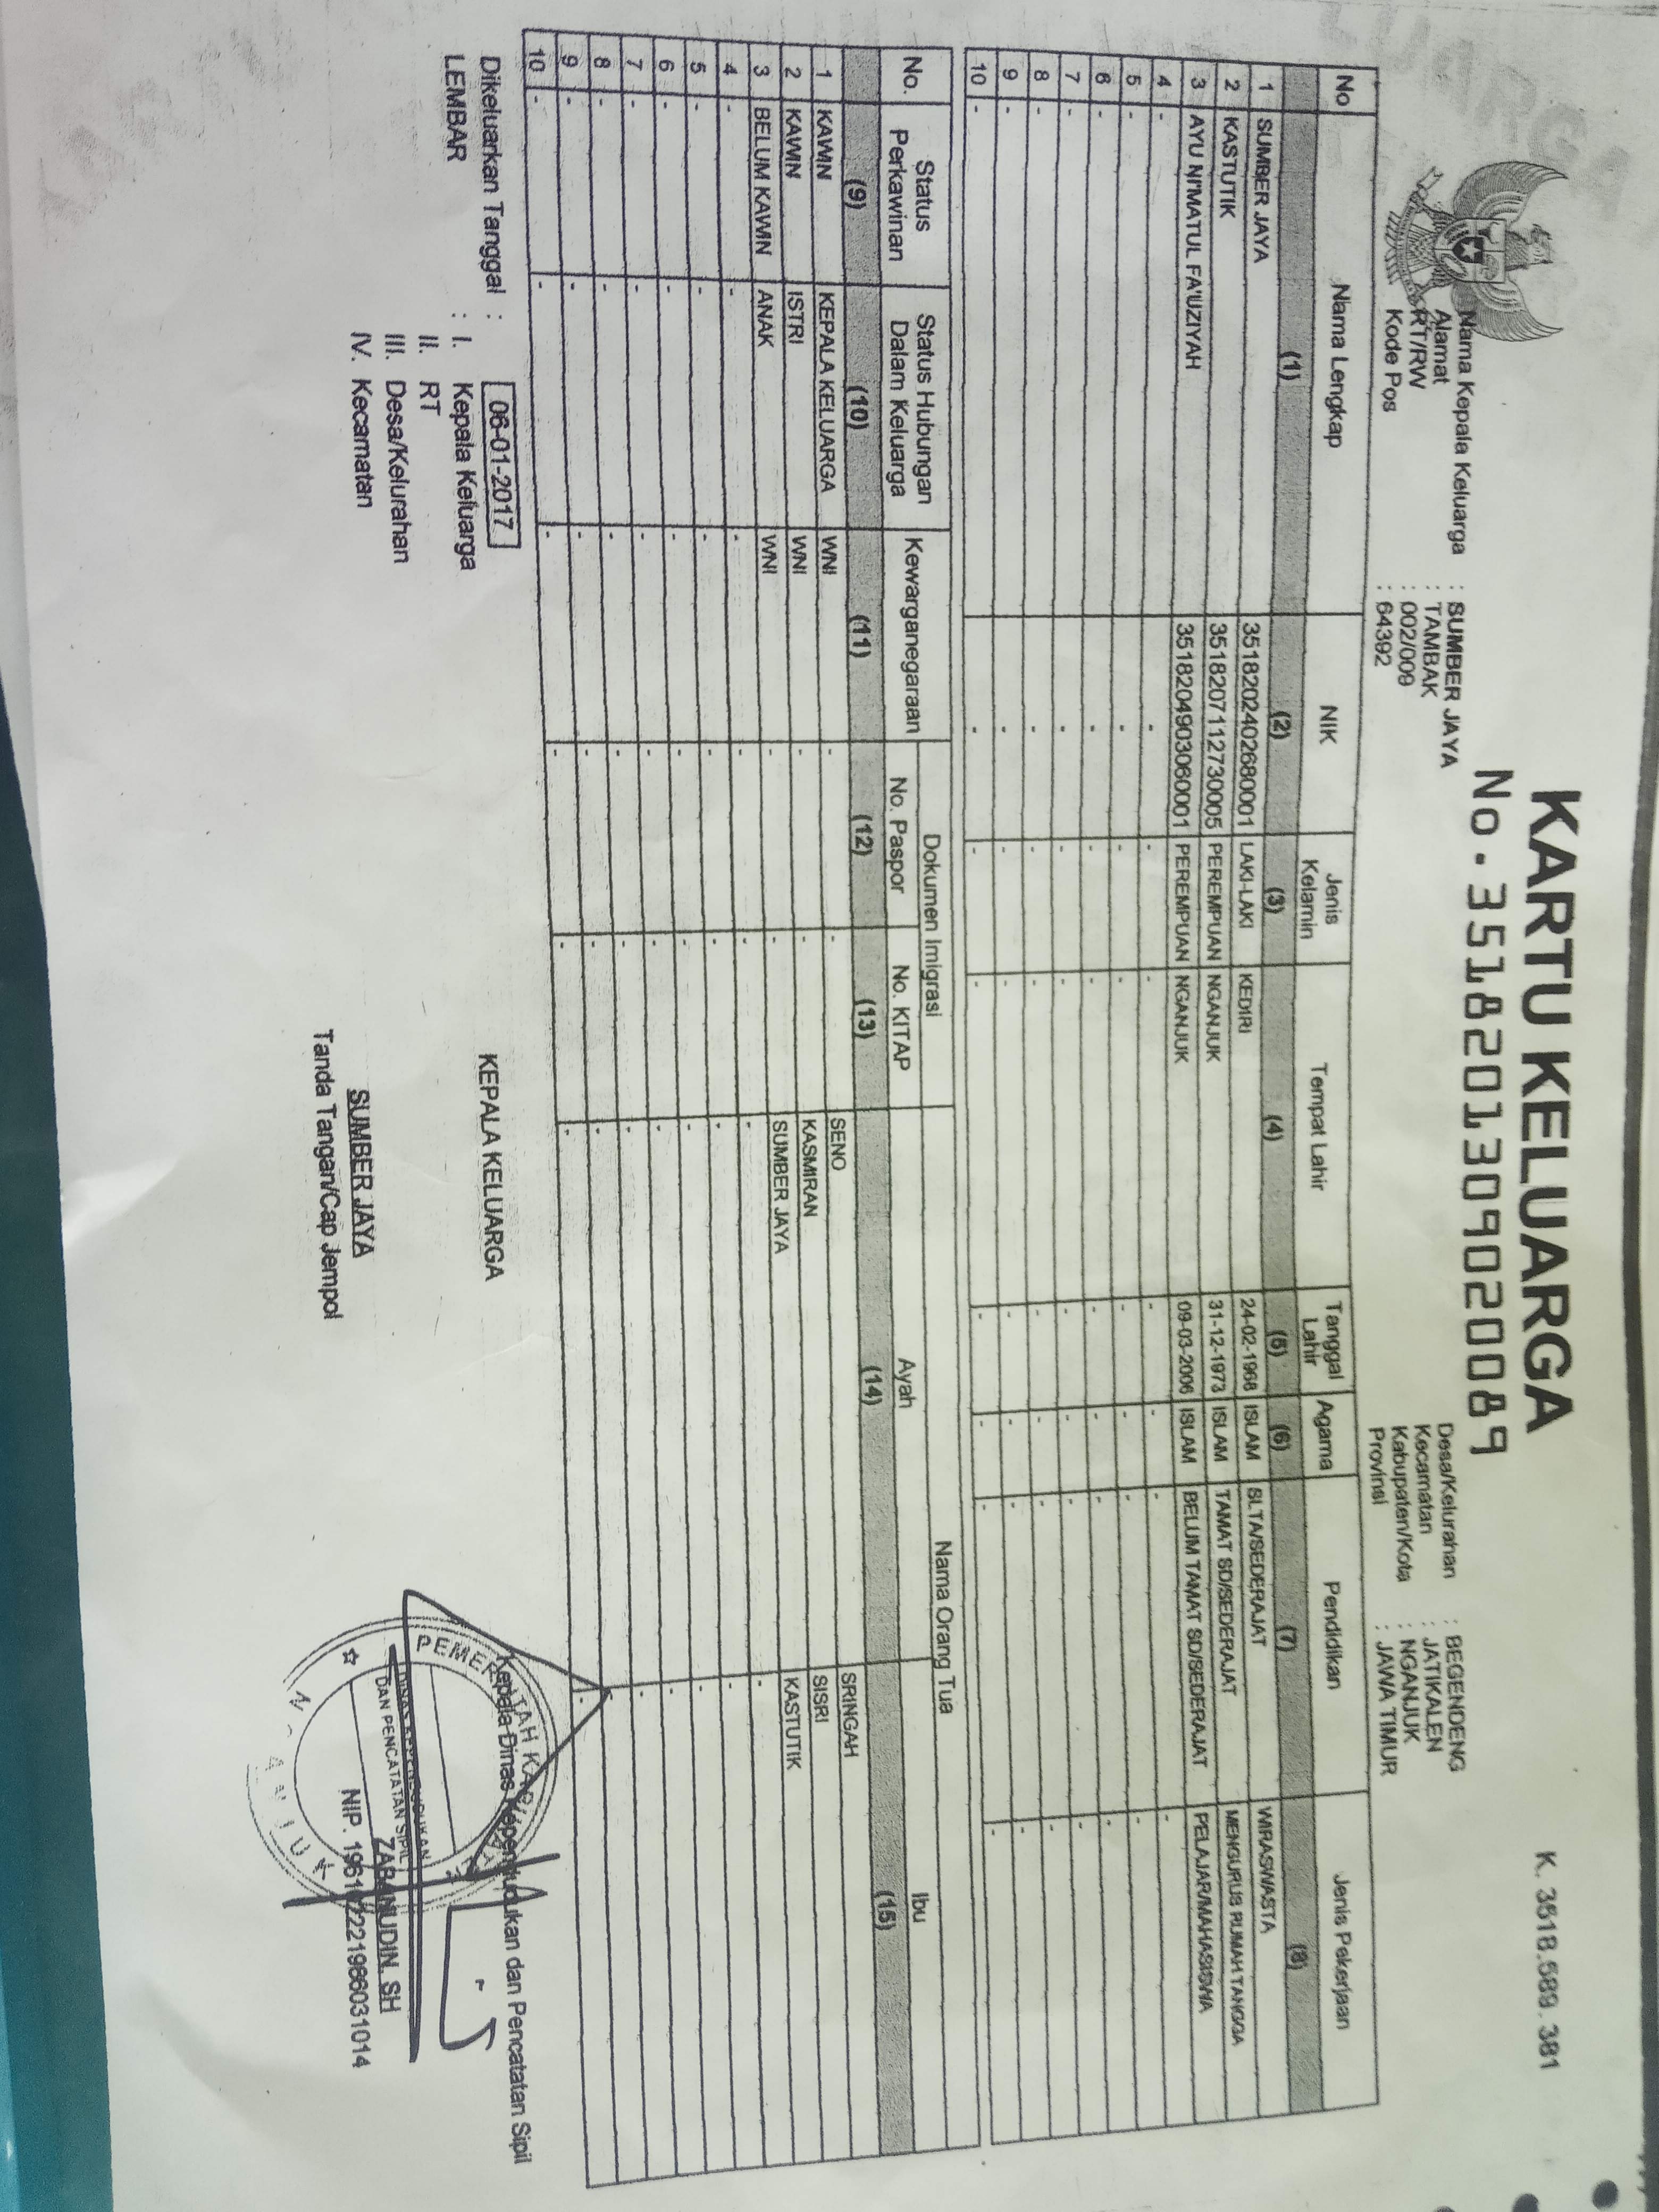 KARTU KELUARGA
No. 3518201309020089
K. 3518.589. 381
Nama Kepala Keluarga : SUMBER JAYA
Alamat : TAMBAK
RT/RW : 002/009
Kode Pos : 64392
Desa/Kelurahan : BEGENDENG
Kecamatan : JATIKALEN
Kabupaten/Kota : NGANJUK
Provinsi : JAWA TIMUR
No Nama Lengkap NIK Jenis Kelamin Tempat Lahir Tanggal Lahir Agama Pendidikan Jenis Pekerjaan
(1) (2) (3) (4) (5) (6) (7) (8)
1 SUMBER JAYA 3518202402680001 LAKI-LAKI KEDIRI 24-02-1968 ISLAM SLTA/SEDERAJAT WIRASWASTA
2 KASTUTIK 3518207112730005 PEREMPUAN NGANJUK 31-12-1973 ISLAM TAMAT SD/SEDERAJAT MENGURUS RUMAH TANGGA
3 AYU NI'MATUL FA'UZIYAH 3518204903060001 PEREMPUAN NGANJUK 09-03-2006 ISLAM BELUM TAMAT SD/SEDERAJAT PELAJAR/MAHASISWA
4 - - - - - - - -
5 - - - - - - - -
6 - - - - - - - -
7 - - - - - - - -
8 - - - - - - - -
9 - - - - - - - -
10 - - - - - - - -
No. Status Perkawinan Status Hubungan Dalam Keluarga Kewarganegaraan Dokumen Imigrasi Nama Orang Tua
No. Paspor No. KITAP Ayah Ibu
(9) (10) (11) (12) (13) (14) (15)
1 KAWIN KEPALA KELUARGA WNI - - SENO SRINGAH
2 KAWIN ISTRI WNI - - KASMIRAN SISRI
3 BELUM KAWIN ANAK WNI - - SUMBER JAYA KASTUTIK
4 - - - - - - -
5 - - - - - - -
6 - - - - - - -
7 - - - - - - -
8 - - - - - - -
9 - - - - - - -
10 - - - - - - -
Dikeluarkan Tanggal : 06-01-2017
LEMBAR : I. Kepala Keluarga
II. RT
III. Desa/Kelurahan
IV. Kecamatan
KEPALA KELUARGA
SUMBER JAYA
Tanda Tangan/Cap Jempol
Kepala Dinas Kependudukan dan Pencatatan Sipil
PEMERINTAH KABUPATEN
NGANJUK
DINAS KEPENDUDUKAN
DAN PENCATATAN SIPIL
ZABANUDIN. SH
NIP.